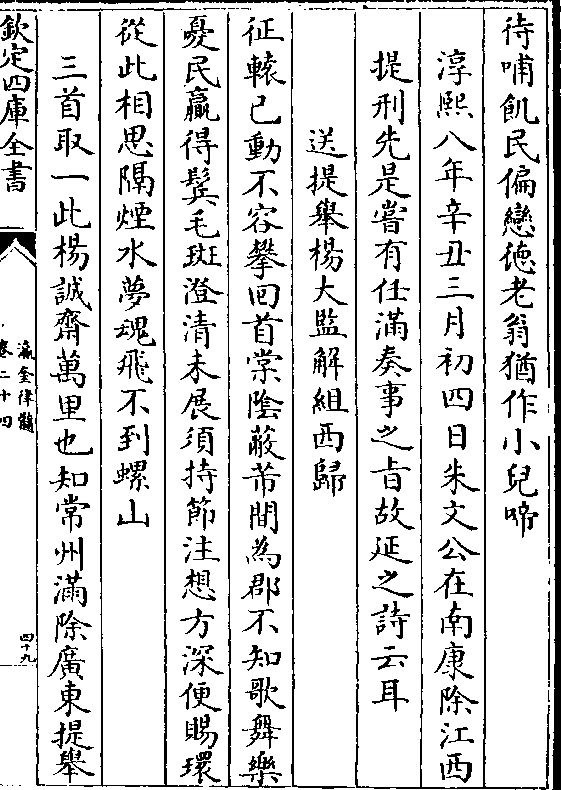 待哺飢民偏戀德老翁猶作小兒啼
淳熙八年辛丑三月初四日朱文公在南康除江西
提刑先是嘗有任滿奏事之㫖故延之詩云耳
送提舉楊大監解組西歸
征轅已動不容攀回首棠陰蔽芾間為郡不知歌舞樂
憂民贏得鬂毛斑澄清未展須持節注想方深便賜環
從此相思隔煙水夢魂飛不到螺山
三首取一此楊誠齋萬里也知常州滿除廣東提舉
欽定四庫全書
瀛奎律髓
卷二十四
四十九